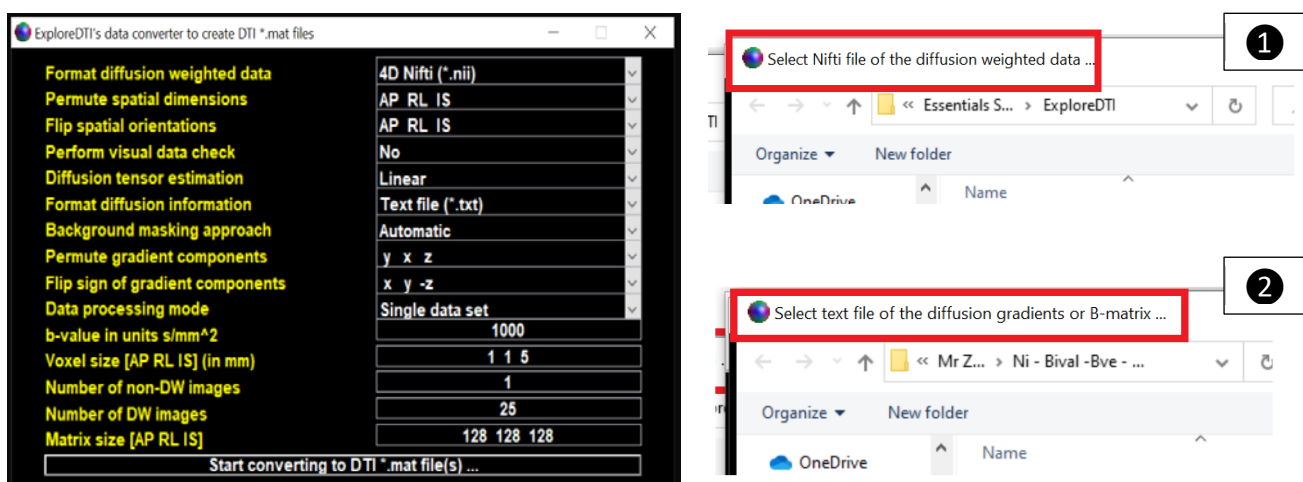 ExploreDTI's data converter to create DTI *.mat files
Format diffusion weighted data 4D Nifti (*.nii)
Permute spatial dimensions AP RL IS
Flip spatial orientations AP RL IS
Perform visual data check No
Diffusion tensor estimation Linear
Format diffusion information Text file (*.txt)
Background masking approach Automatic
Permute gradient components y x z
Flip sign of gradient components x y -z
Data processing mode Single data set
b-value in units s/mm^2 1000
Voxel size [AP RL IS] (in mm) 1 1 5
Number of non-DW images 1
Number of DW images 25
Matrix size [AP RL IS] 128 128 128
Start converting to DTI *.mat file(s) ...
❶
Select Nifti file of the diffusion weighted data ...
« Essentials S... › ExploreDTI
Organize New folder
OneDrive Name
❷
Select text file of the diffusion gradients or B-matrix ...
« Mr Z... › Ni - Bival -Bve - ...
Organize New folder
OneDrive Name